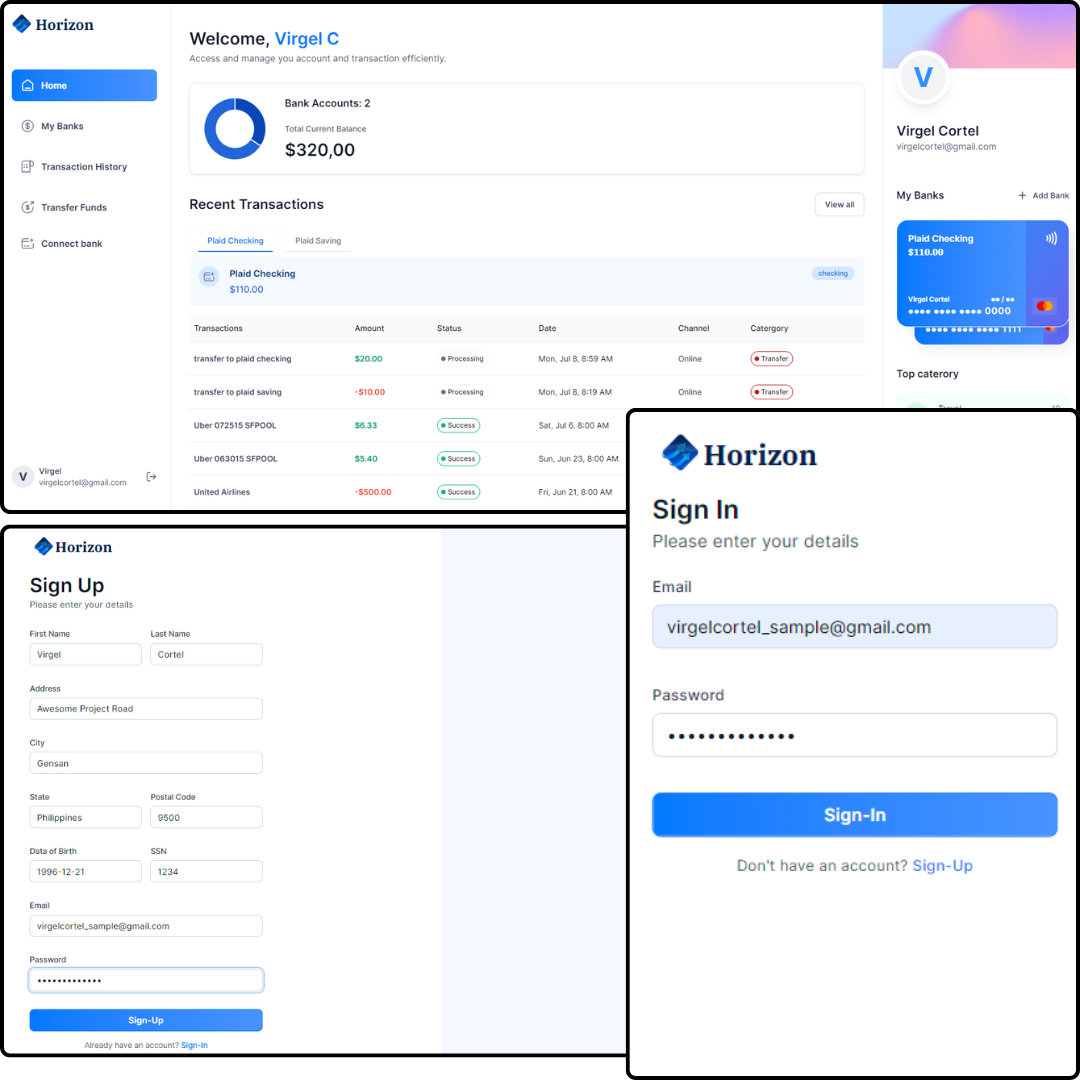 Horizon
Home
My Banks
Transaction History
Transfer Funds
Connect bank
V
Virgel
virgelcortel@gmail.com
Welcome, Virgel C
Access and manage you account and transaction efficiently.
Bank Accounts: 2
Total Current Balance
$320,00
Recent Transactions
View all
Plaid Checking Plaid Saving
Plaid Checking
$110.00
checking
Transactions Amount Status Date Channel Catergory
transfer to plaid checking $20.00 Processing Mon, Jul 8, 8:59 AM Online Transfer
transfer to plaid saving -$10.00 Processing Mon, Jul 8, 8:19 AM Online Transfer
Uber 072515 SFPOOL $6.33 Success Sat, Jul 6, 8:00 AM
Uber 063015 SFPOOL $5.40 Success Sun, Jun 23, 8:00 AM
United Airlines -$500.00 Success Fri, Jun 21, 8:00 AM
V
Virgel Cortel
virgelcortel@gmail.com
My Banks + Add Bank
Plaid Checking
$110.00
Virgel Cortel •• / ••
•••• •••• •••• 0000
•••• •••• •••• 1111
Top caterory
Horizon
Sign Up
Please enter your details
First Name Last Name
Virgel Cortel
Address
Awesome Project Road
City
Gensan
State Postal Code
Philippines 9500
Data of Birth SSN
1996-12-21 1234
Email
virgelcortel_sample@gmail.com
Password
•••••••••••••
Sign-Up
Already have an account? Sign-In
Horizon
Sign In
Please enter your details
Email
virgelcortel_sample@gmail.com
Password
•••••••••••••
Sign-In
Don't have an account? Sign-Up